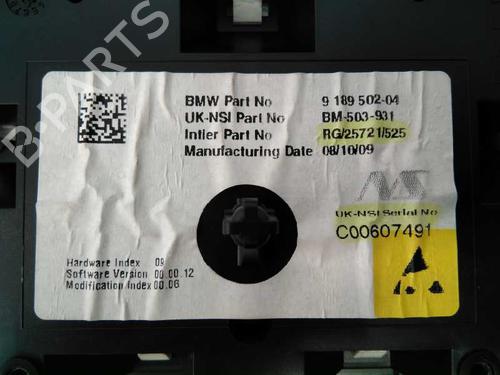 BMW Part No 9 189 502-04
UK-NSI Part No BM-503-931
Intier Part No RG/25721/525
Manufacturing Date 08/10/09
NS
UK-NSI Serial No
C00607491
Hardware Index 09
Software Version 00.00.12
Modification Index 00.06
B-PARTS